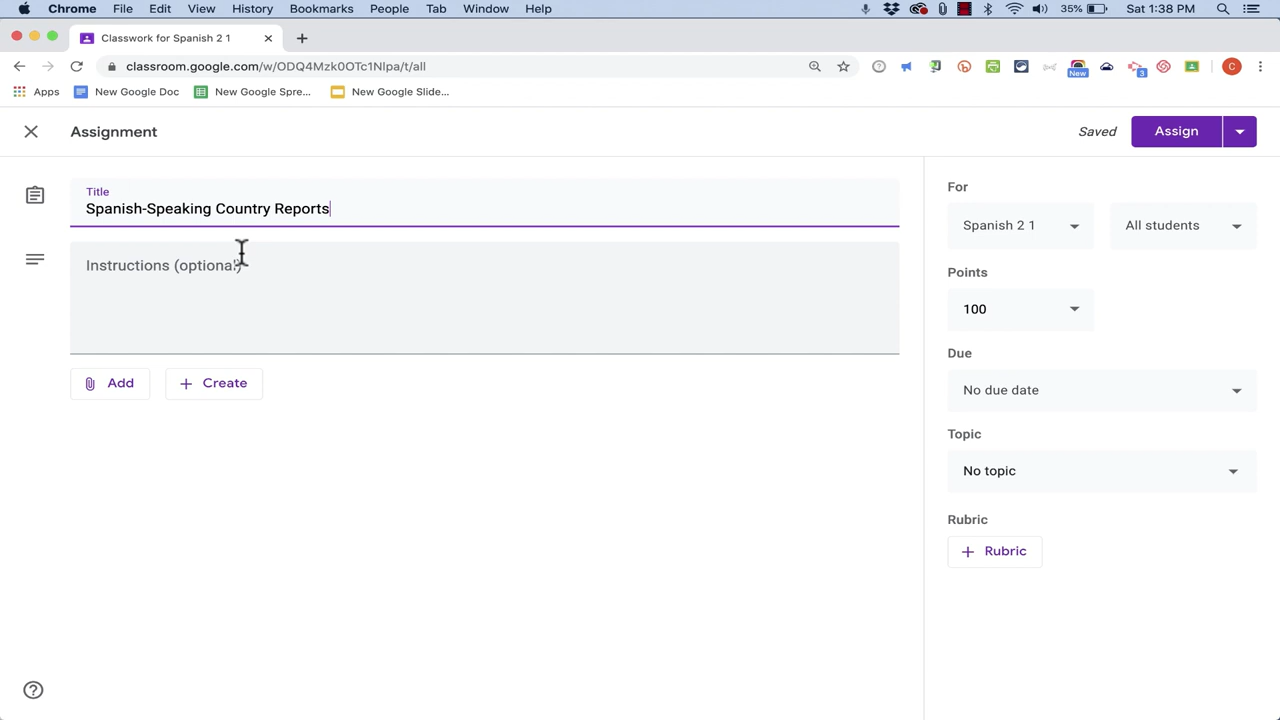 Chrome File Edit View History Bookmarks People Tab Window Help 35% Sat 1:38 PM
Classwork for Spanish 2 1
classroom.google.com/w/ODQ4Mzk0OTc1NIpa/t/all
New 3 C
Apps New Google Doc New Google Spre... New Google Slide...
Assignment Saved Assign
Title
Spanish-Speaking Country Reports
Instructions (optional)
Add Create
For
Spanish 2 1 All students
Points
100
Due
No due date
Topic
No topic
Rubric
Rubric